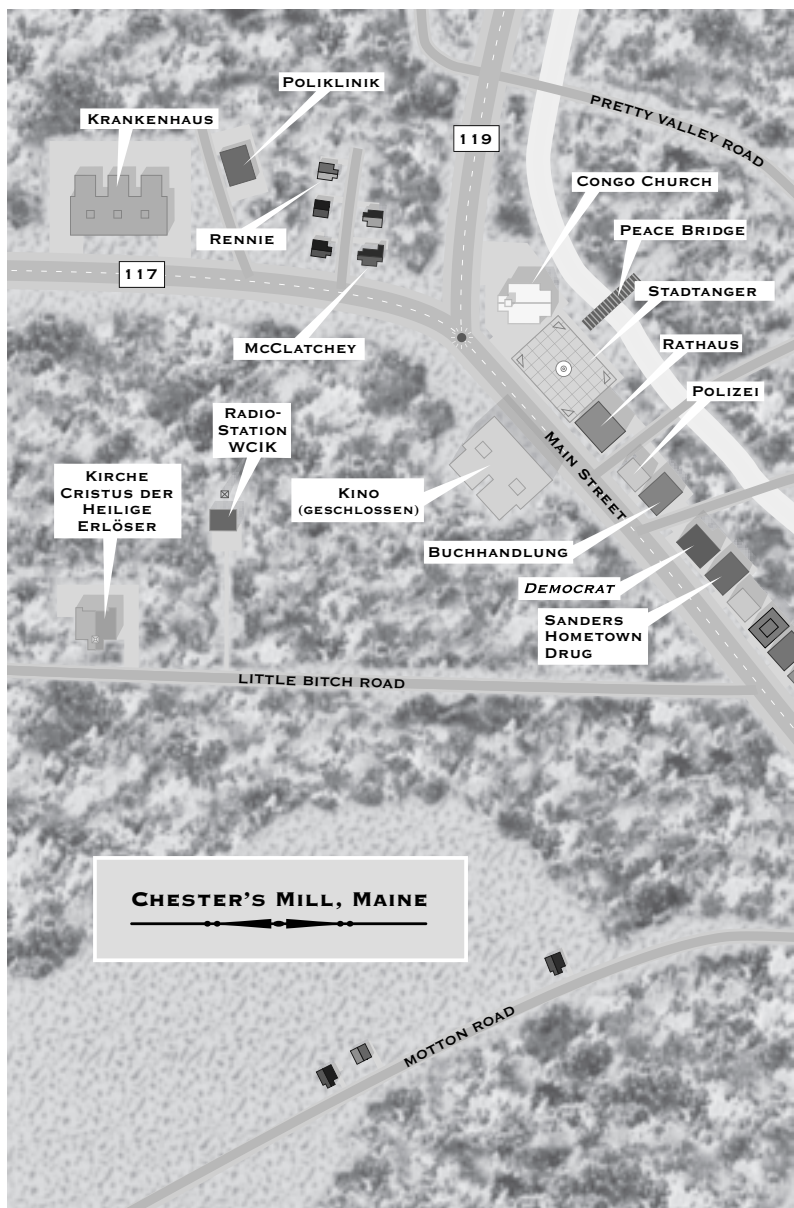 Poliklinik
Krankenhaus
Pretty Valley Road
119
Congo Church
Peace Bridge
Rennie
117
Stadtanger
McClatchey
Rathaus
Polizei
Radio-
Station
WCIK
Main Street
Kirche
Cristus der
Heilige
Erlöser
Kino
(geschlossen)
Buchhandlung
Democrat
Sanders
Hometown
Drug
Little Bitch Road
Chester's Mill, Maine
Motton Road